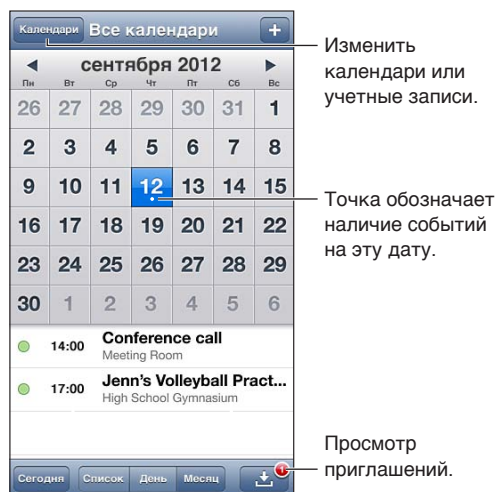 Календари Все календари +
Изменить
календари или
учетные записи.
сентября 2012
Пн Вт Ср Чт Пт Сб Вс
26 27 28 29 30 31 1
2 3 4 5 6 7 8
9 10 11 12 13 14 15
Точка обозначает
наличие событий
на эту дату.
16 17 18 19 20 21 22
23 24 25 26 27 28 29
30 1 2 3 4 5 6
14:00 Conference call
Meeting Room
17:00 Jenn's Volleyball Pract...
High School Gymnasium
Просмотр
приглашений.
Сегодня Список День Месяц 1